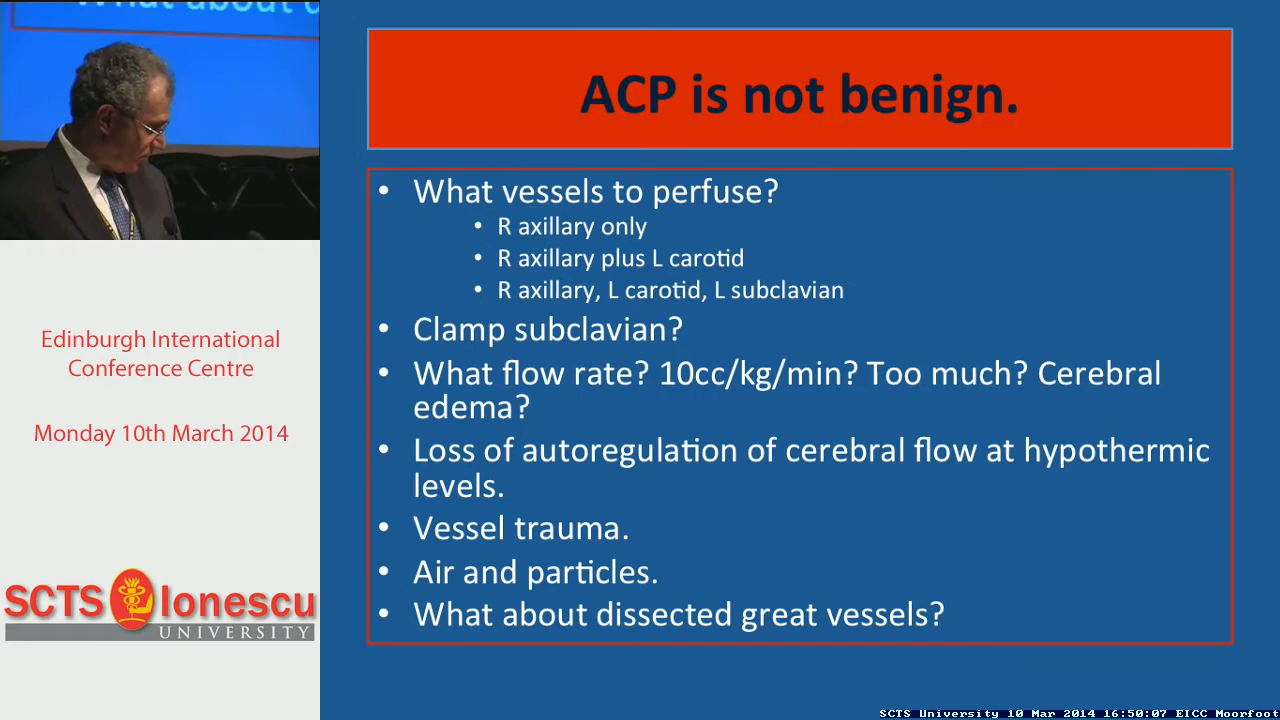 What about d
ACP is not benign.
• What vessels to perfuse?
• R axillary only
• R axillary plus L carotid
• R axillary, L carotid, L subclavian
• Clamp subclavian?
• What flow rate? 10cc/kg/min? Too much? Cerebral
edema?
• Loss of autoregulation of cerebral flow at hypothermic
levels.
• Vessel trauma.
• Air and particles.
• What about dissected great vessels?
Edinburgh International
Conference Centre
Monday 10th March 2014
SCTS Ionescu
UNIVERSITY
SCTS University 10 Mar 2014 16:50:07 EICC Moorfoot